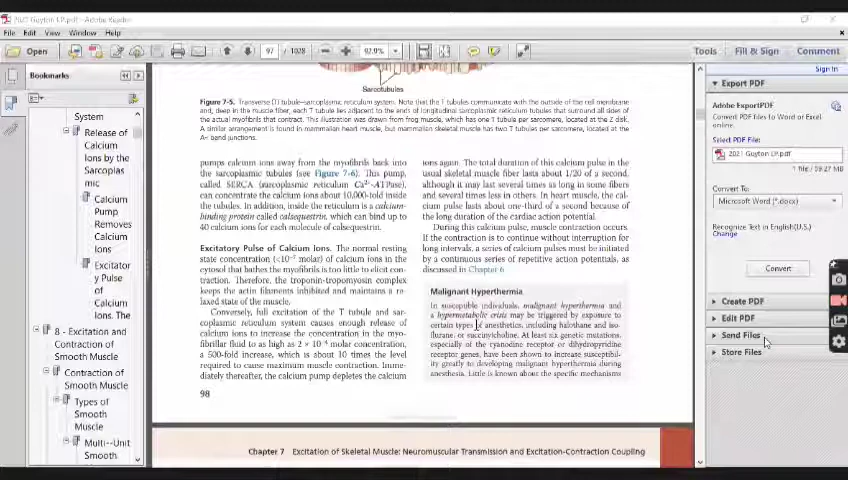 2021 Guyton LP.pdf - Adobe Reader
File Edit View Window Help
Open
97 / 1028
92.9%
Tools Fill & Sign Comment
Sign In
Bookmarks
System
Release of
Calcium
Ions by the
Sarcoplas
mic
Calcium
Pump
Removes
Calcium
Ions
Excitator
y Pulse of
Calcium
Ions. The
8 - Excitation and
Contraction of
Smooth Muscle
Contraction of
Smooth Muscle
Types of
Smooth
Muscle
Multi--Unit
Smooth
Sarcotubules
Figure 7-5. Transverse (T) tubule–sarcoplasmic reticulum system. Note that the T tubules communicate with the outside of the cell membrane
and, deep in the muscle fiber, each T tubule lies adjacent to the ends of longitudinal sarcoplasmic reticulum tubules that surround all sides of
the actual myofibrils that contract. This illustration was drawn from frog muscle, which has one T tubule per sarcomere, located at the Z disk.
A similar arrangement is found in mammalian heart muscle, but mammalian skeletal muscle has two T tubules per sarcomere, located at the
A-I band junctions.
pumps calcium ions away from the myofibrils back into
the sarcoplasmic tubules (see Figure 7-6). This pump,
called SERCA (sarcoplasmic reticulum Ca²⁺-ATPase),
can concentrate the calcium ions about 10,000-fold inside
the tubules. In addition, inside the reticulum is a calcium-
binding protein called calsequestrin, which can bind up to
40 calcium ions for each molecule of calsequestrin.
Excitatory Pulse of Calcium Ions. The normal resting
state concentration (<10⁻⁷ molar) of calcium ions in the
cytosol that bathes the myofibrils is too little to elicit con-
traction. Therefore, the troponin-tropomyosin complex
keeps the actin filaments inhibited and maintains a re-
laxed state of the muscle.
Conversely, full excitation of the T tubule and sar-
coplasmic reticulum system causes enough release of
calcium ions to increase the concentration in the myo-
fibrillar fluid to as high as 2 × 10⁻⁴ molar concentration,
a 500-fold increase, which is about 10 times the level
required to cause maximum muscle contraction. Imme-
diately thereafter, the calcium pump depletes the calcium
98
ions again. The total duration of this calcium pulse in the
usual skeletal muscle fiber lasts about 1/20 of a second,
although it may last several times as long in some fibers
and several times less in others. In heart muscle, the cal-
cium pulse lasts about one-third of a second because of
the long duration of the cardiac action potential.
During this calcium pulse, muscle contraction occurs.
If the contraction is to continue without interruption for
long intervals, a series of calcium pulses must be initiated
by a continuous series of repetitive action potentials, as
discussed in Chapter 6
Malignant Hyperthermia
In susceptible individuals, malignant hyperthermia and
a hypermetabolic crisis may be triggered by exposure to
certain types of anesthetics, including halothane and iso-
flurane, or succinylcholine. At least six genetic mutations,
especially of the ryanodine receptor or dihydropyridine
receptor genes, have been shown to increase susceptibil-
ity greatly to developing malignant hyperthermia during
anesthesia. Little is known about the specific mechanisms
Chapter 7 Excitation of Skeletal Muscle: Neuromuscular Transmission and Excitation-Contraction Coupling
Export PDF
Adobe ExportPDF
Convert PDF files to Word or Excel
online.
Select PDF File:
2021 Guyton LP.pdf
1 file / 59.27 MB
Convert To:
Microsoft Word (*.docx)
Recognize Text in English(U.S.)
Change
Convert
Create PDF
Edit PDF
Send Files
Store Files